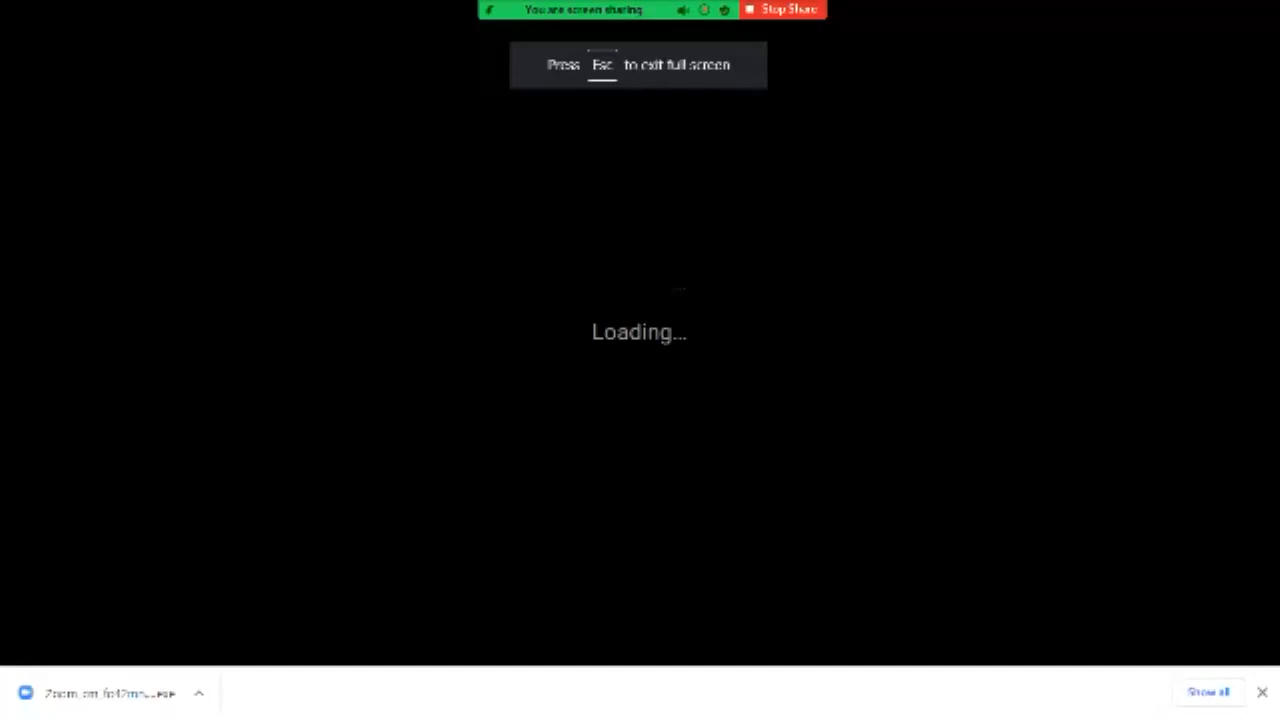 You are screen sharing
Stop Share
Press Esc to exit full screen
Loading...
Show all